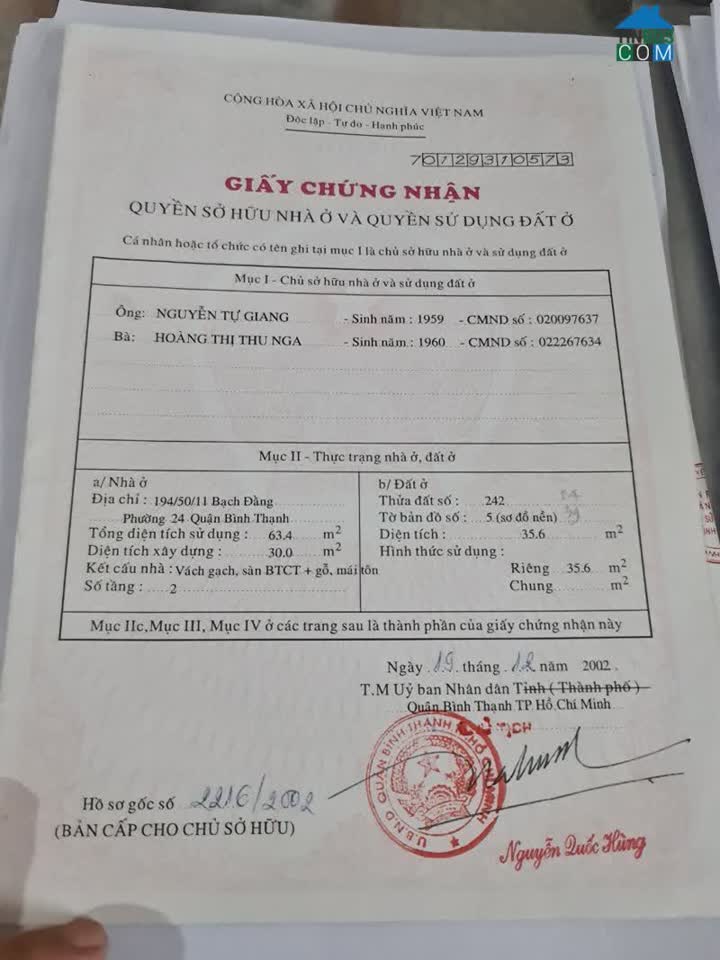 COM
CỘNG HÒA XÃ HỘI CHỦ NGHĨA VIỆT NAM
Độc lập - Tự do - Hạnh phúc
70129310573
GIẤY CHỨNG NHẬN
QUYỀN SỞ HỮU NHÀ Ở VÀ QUYỀN SỬ DỤNG ĐẤT Ở
Cá nhân hoặc tổ chức có tên ghi tại mục I là chủ sở hữu nhà ở và sử dụng đất ở
Mục I - Chủ sở hữu nhà ở và sử dụng đất ở
Ông: NGUYỄN TỰ GIANG - Sinh năm : 1959 - CMND số : 020097637
Bà: HOÀNG THỊ THU NGA - Sinh năm : 1960 - CMND số : 022267634
Mục II - Thực trạng nhà ở, đất ở
a/ Nhà ở
Địa chỉ : 194/50/11 Bạch Đằng
Phường 24 Quận Bình Thạnh
Tổng diện tích sử dụng : 63.4 m2
Diện tích xây dựng : 30.0 m2
Kết cấu nhà : Vách gạch, sàn BTCT + gỗ, mái tôn
Số tầng : 2
b/ Đất ở
Thửa đất số : 242
Tờ bản đồ số : 5 (sơ đồ nền)
Diện tích : 35.6 m2
Hình thức sử dụng :
Riêng 35.6 m2
Chung m2
Mục IIc, Mục III, Mục IV ở các trang sau là thành phần của giấy chứng nhận này
Ngày 19 tháng 12 năm 2002
T.M Uỷ ban Nhân dân Tỉnh ( Thành phố )
Quận Bình Thạnh TP Hồ Chí Minh
Hồ sơ gốc số 2216/2002
(BẢN CẤP CHO CHỦ SỞ HỮU)
U.B.N.D QUẬN BÌNH THẠNH
Nguyễn Quốc Hùng